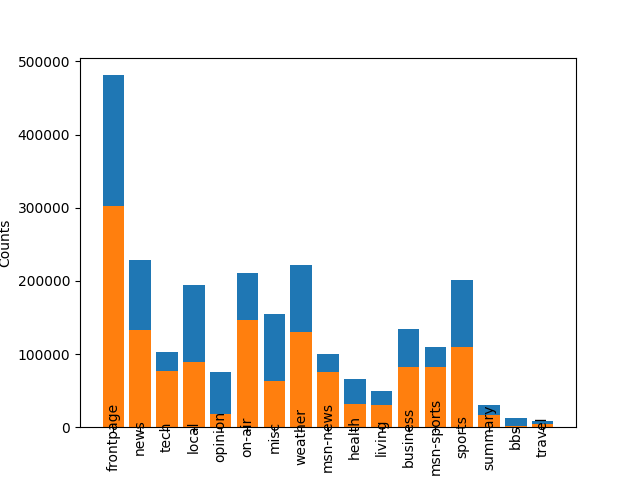 500000
400000
300000
200000
100000
0
Counts
frontpage
news
tech
local
opinion
on-air
misc
weather
msn-news
health
living
business
msn-sports
sports
summary
bbs
travel